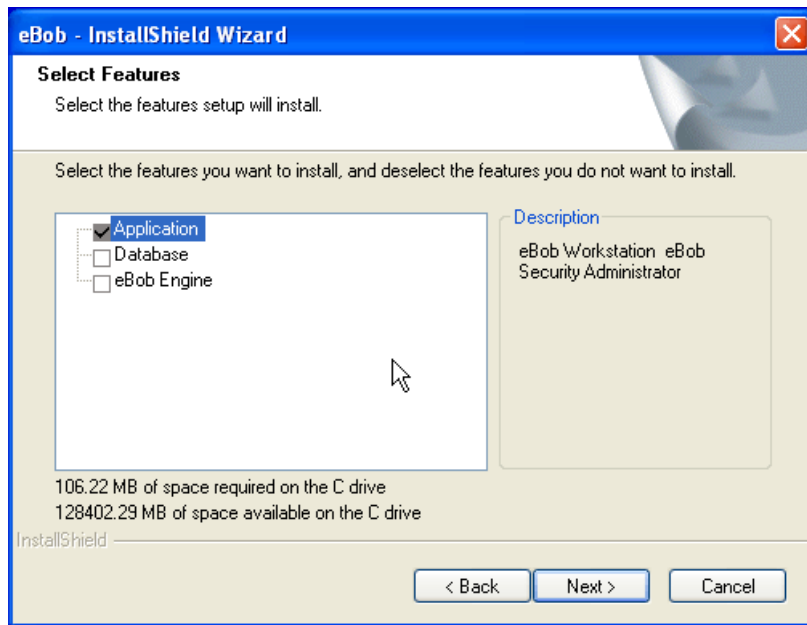 eBob - InstallShield Wizard
Select Features
Select the features setup will install.
Select the features you want to install, and deselect the features you do not want to install.
Application
Database
eBob Engine
Description
eBob Workstation eBob
Security Administrator
106.22 MB of space required on the C drive
128402.29 MB of space available on the C drive
InstallShield
< Back
Next >
Cancel